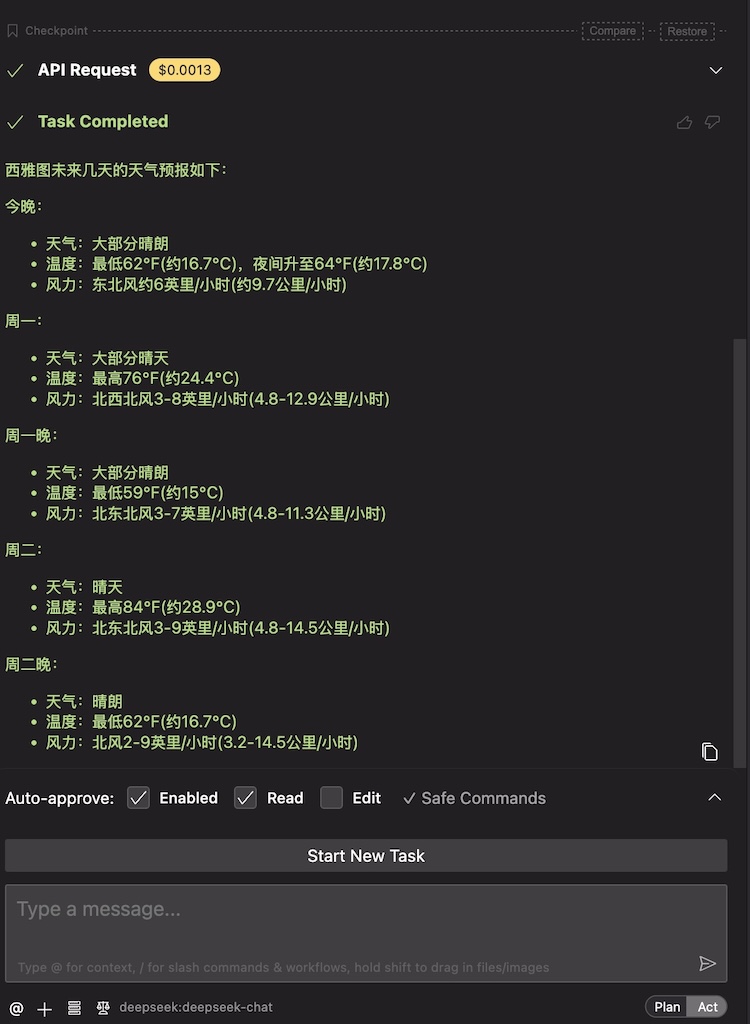 Checkpoint
Compare
Restore
API Request
$0.0013
Task Completed
西雅图未来几天的天气预报如下：
今晚：
• 天气：大部分晴朗
• 温度：最低62°F(约16.7°C)，夜间升至64°F(约17.8°C)
• 风力：东北风约6英里/小时(约9.7公里/小时)
周一：
• 天气：大部分晴天
• 温度：最高76°F(约24.4°C)
• 风力：北西北风3-8英里/小时(4.8-12.9公里/小时)
周一晚：
• 天气：大部分晴朗
• 温度：最低59°F(约15°C)
• 风力：北东北风3-7英里/小时(4.8-11.3公里/小时)
周二：
• 天气：晴天
• 温度：最高84°F(约28.9°C)
• 风力：北东北风3-9英里/小时(4.8-14.5公里/小时)
周二晚：
• 天气：晴朗
• 温度：最低62°F(约16.7°C)
• 风力：北风2-9英里/小时(3.2-14.5公里/小时)
Auto-approve: Enabled Read Edit ✓ Safe Commands
Start New Task
Type a message...
Type @ for context, / for slash commands & workflows, hold shift to drag in files/images
@ deepseek:deepseek-chat
Plan Act